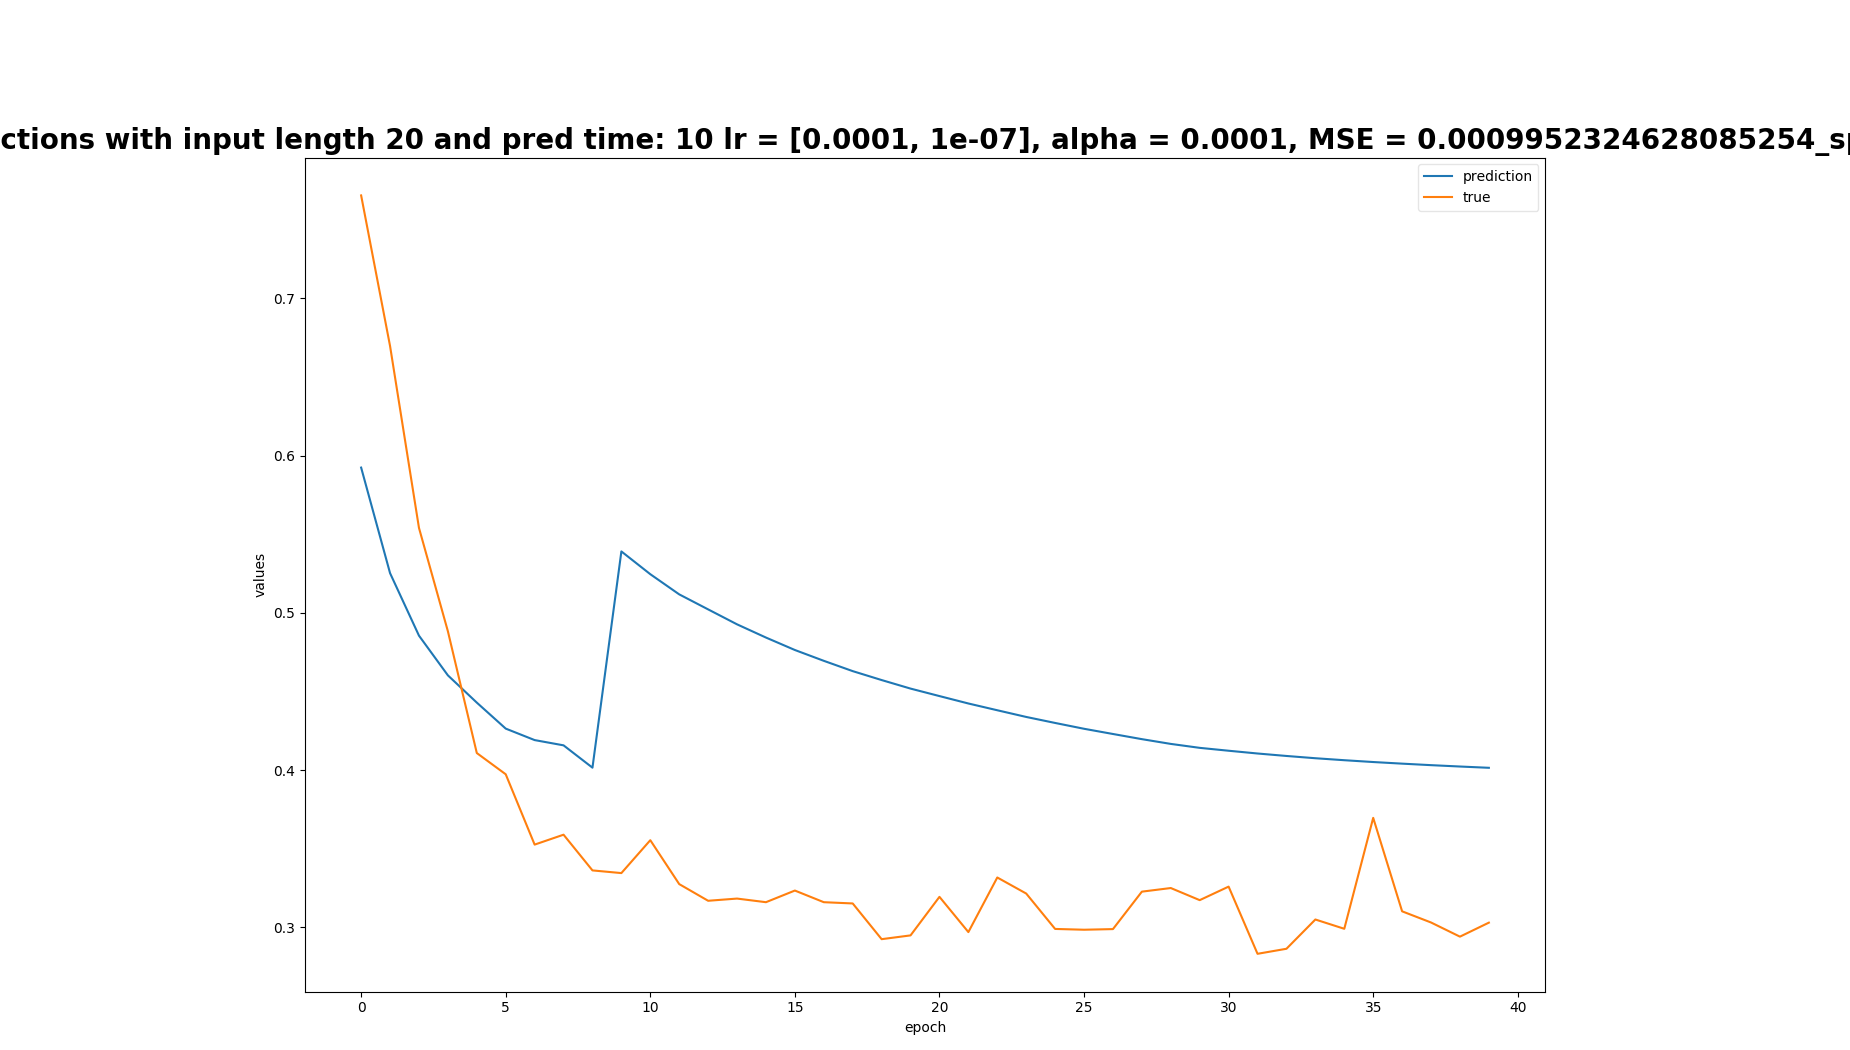 ctions with input length 20 and pred time: 10 lr = [0.0001, 1e-07], alpha = 0.0001, MSE = 0.0009952324628085254_sp
prediction
true
0.7
0.6
0.5
0.4
0.3
values
0 5 10 15 20 25 30 35 40
epoch